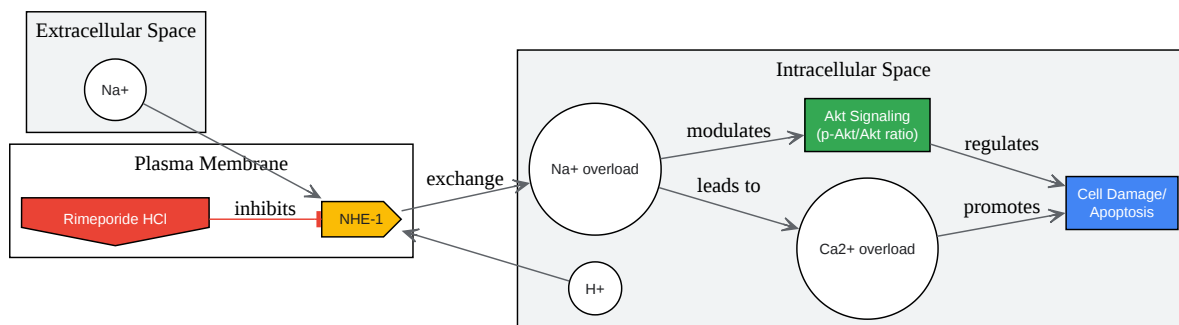 Extracellular Space
Na+
Plasma Membrane
Rimeporide HCl
inhibits
NHE-1
exchange
Intracellular Space
Na+ overload
modulates
leads to
H+
Akt Signaling
(p-Akt/Akt ratio)
Ca2+ overload
regulates
promotes
Cell Damage/
Apoptosis